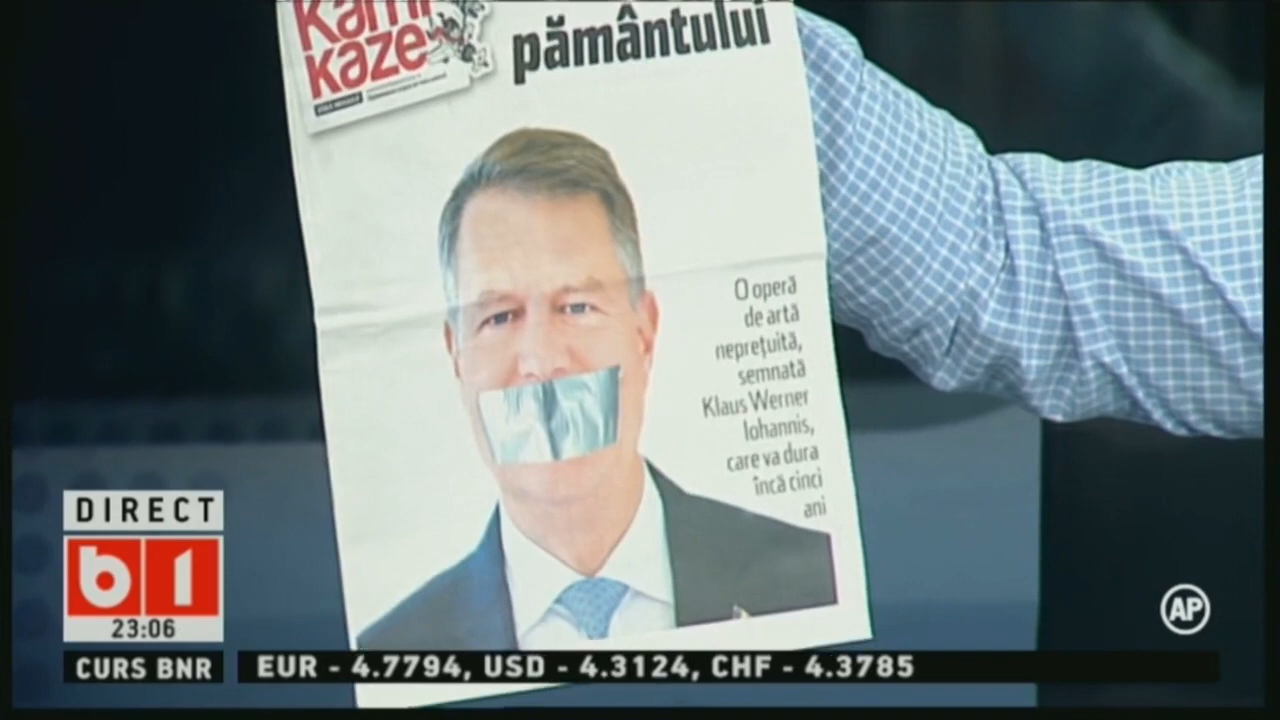 Kami
kaze
pământului
O operă
de artă
neprețuită,
semnată
Klaus Werner
Iohannis,
care va dura
încă cinci
ani
DIRECT
b1
23:06
CURS BNR
EUR - 4.7794, USD - 4.3124, CHF - 4.3785
AP